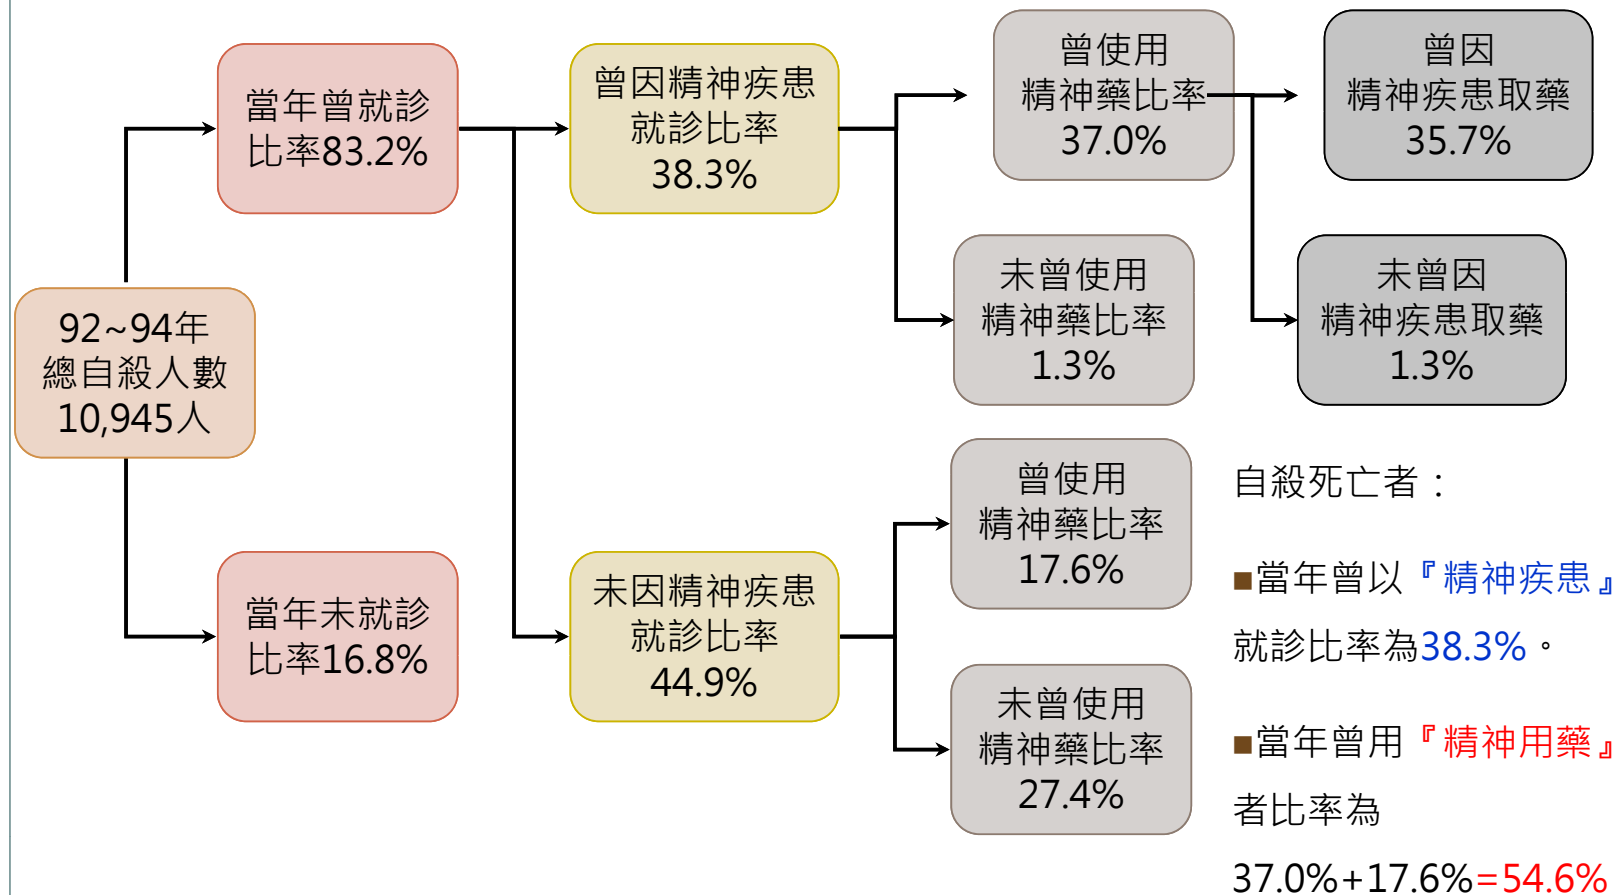 92~94年
總自殺人數
10,945人
當年曾就診
比率83.2%
當年未就診
比率16.8%
曾因精神疾患
就診比率
38.3%
未因精神疾患
就診比率
44.9%
曾使用
精神藥比率
37.0%
未曾使用
精神藥比率
1.3%
曾使用
精神藥比率
17.6%
未曾使用
精神藥比率
27.4%
曾因
精神疾患取藥
35.7%
未曾因
精神疾患取藥
1.3%
自殺死亡者：
■當年曾以『精神疾患』
就診比率為38.3%。
■當年曾用『精神用藥』
者比率為
37.0%+17.6%=54.6%